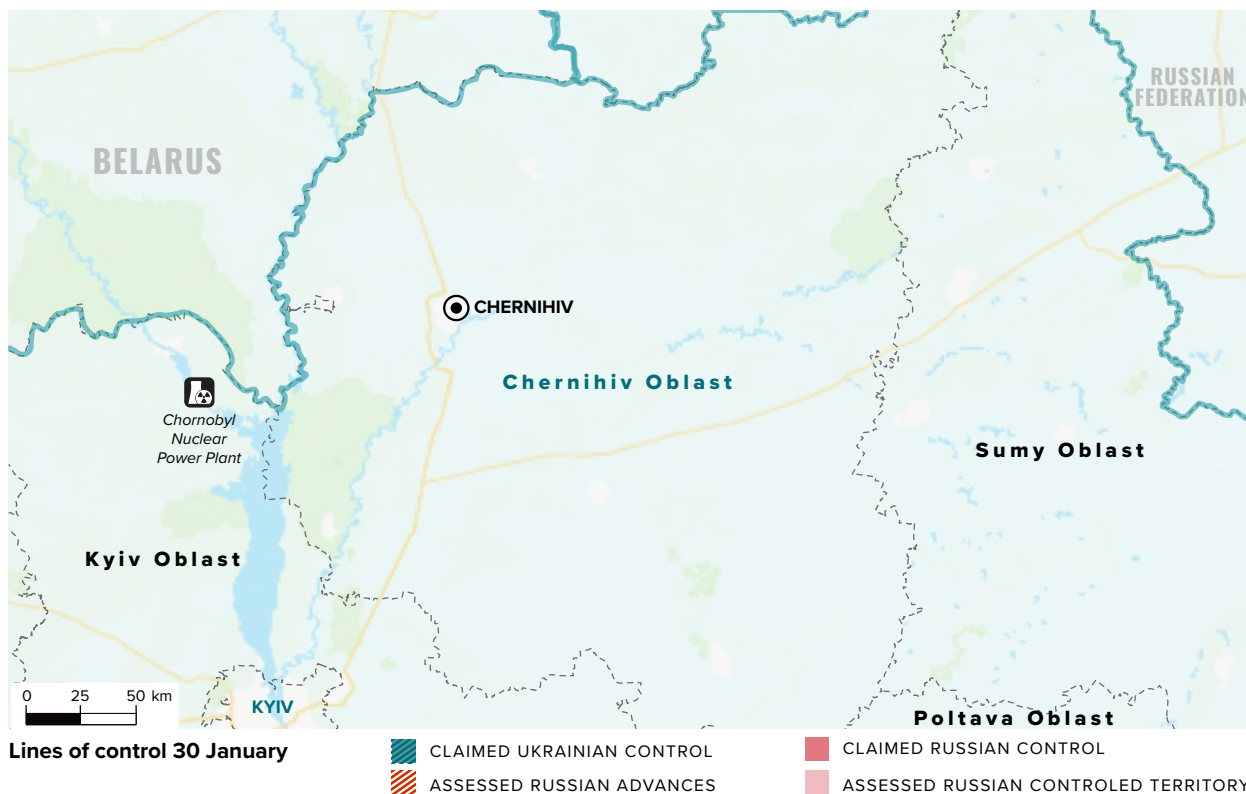 BELARUS
RUSSIAN
FEDERATION
CHERNIHIV
Chernihiv Oblast
Chornobyl
Nuclear
Power Plant
Sumy Oblast
Kyiv Oblast
0 25 50 km
KYIV
Poltava Oblast
Lines of control 30 January
CLAIMED UKRAINIAN CONTROL
CLAIMED RUSSIAN CONTROL
ASSESSED RUSSIAN ADVANCES
ASSESSED RUSSIAN CONTROLED TERRITORY